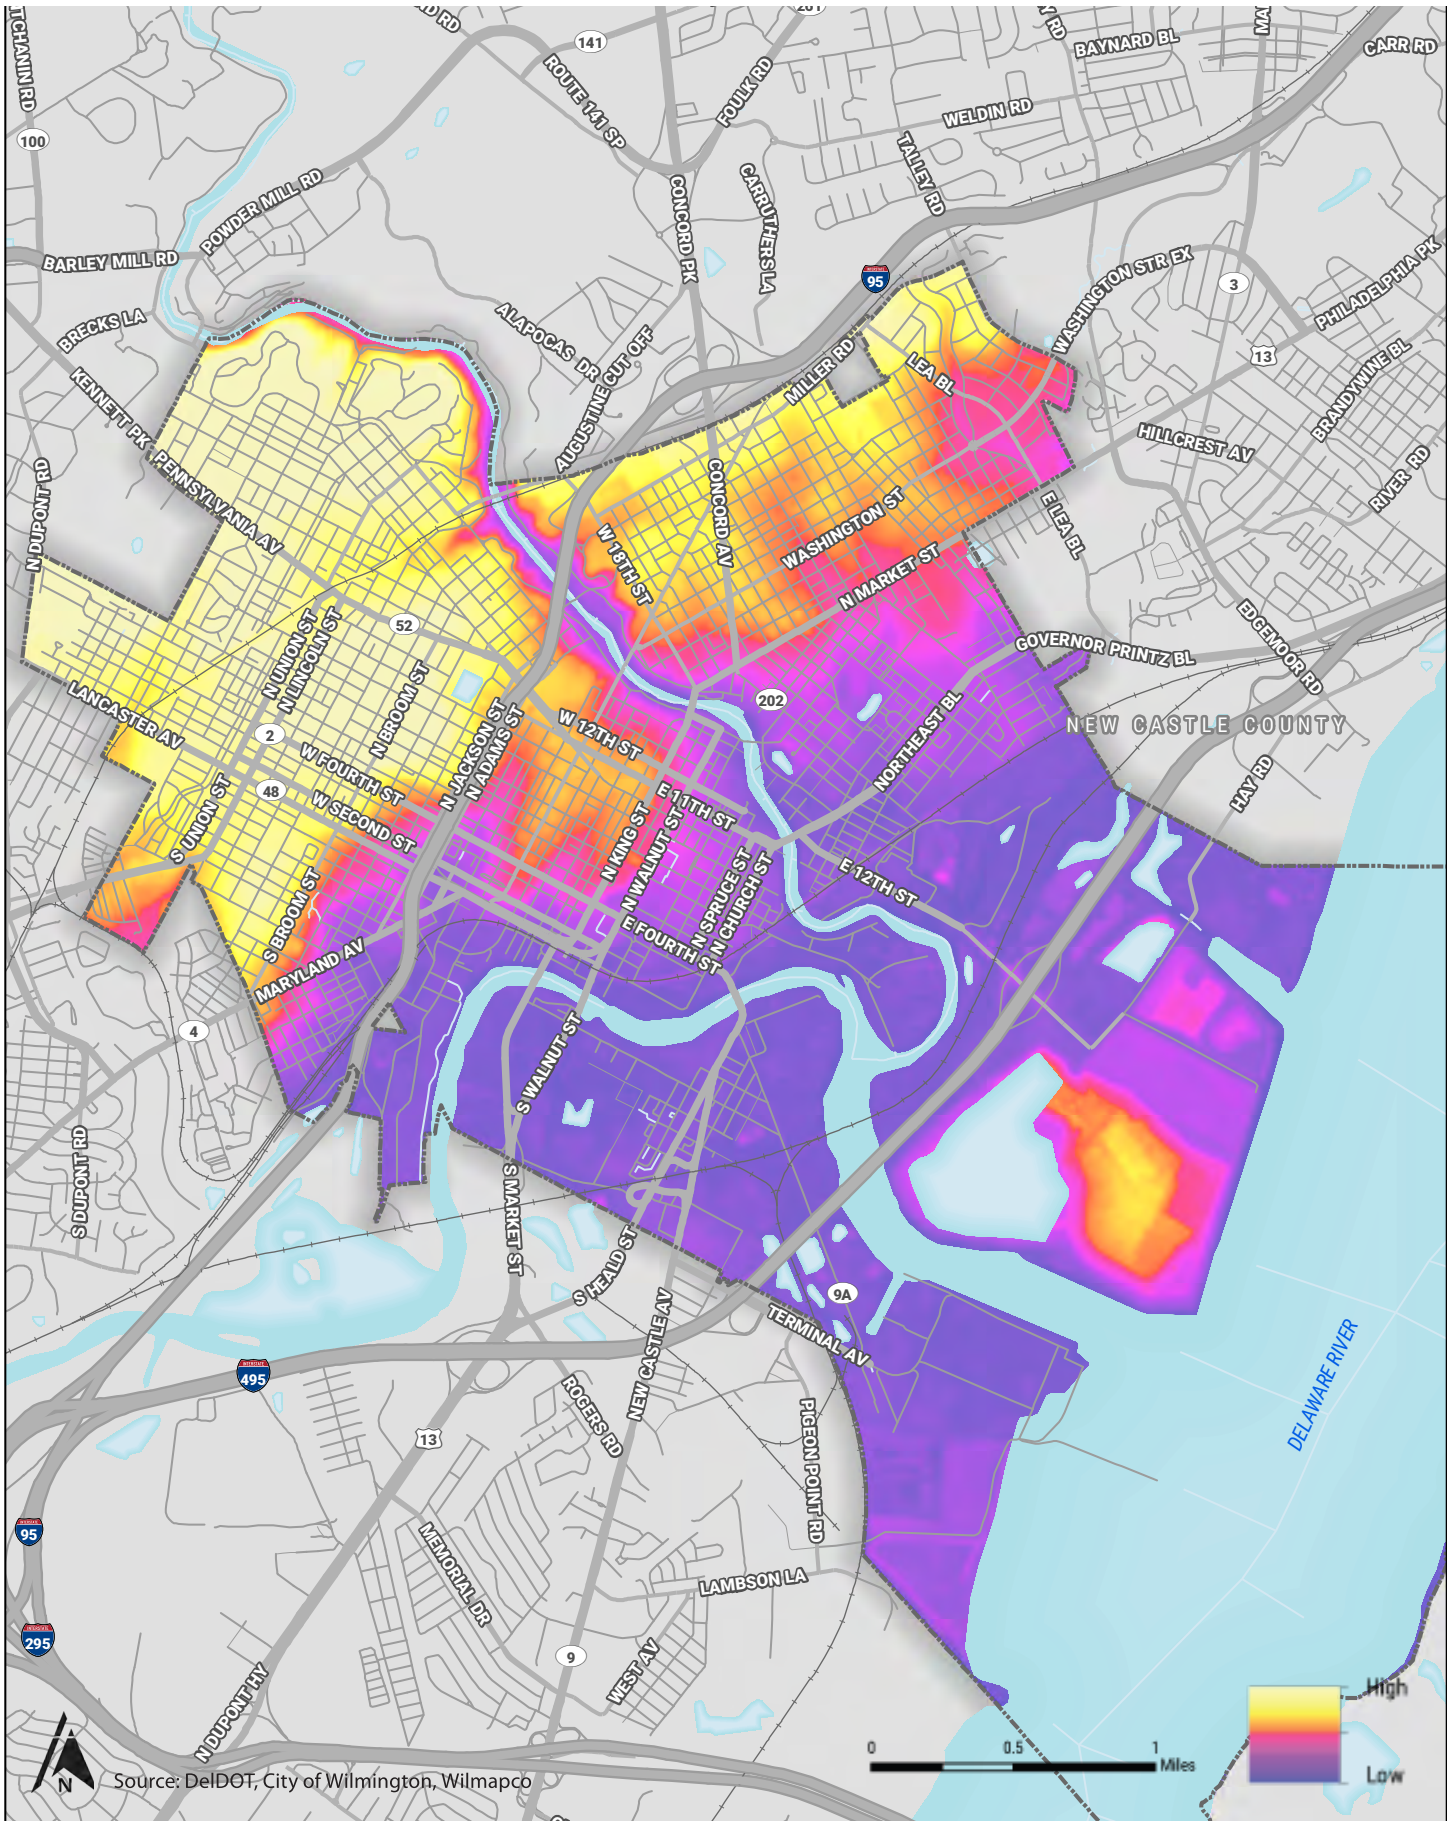 141
BAYNARD BL
CARR RD
ROUTE 141 SP
FOULK RD
WELDIN RD
100
TALLEY RD
POWDER MILL RD
CONCORD PK
CARRUTHERS LA
BARLEY MILL RD
95
WASHINGTON STR EX
3
PHILADELPHIA PK
BRECKS LA
ALAPOCAS DR
AUGUSTINE CUT OFF
MILLER RD
LEA BL
13
BRANDYWINE BL
KENNETT PK
HILLCREST AV
N DUPONT RD
PENNSYLVANIA AV
CONCORD AV
RIVER RD
WASHINGTON ST
E LEA BL
W 18TH ST
N MARKET ST
N UNION ST
N LINCOLN ST
52
EDGEMOOR RD
GOVERNOR PRINTZ BL
LANCASTER AV
N BROOM ST
202
NEW CASTLE COUNTY
2
W FOURTH ST
N JACKSON ST
N ADAMS ST
W 12TH ST
NORTHEAST BL
HAY RD
48
W SECOND ST
S UNION ST
E 11TH ST
N KING ST
N WALNUT ST
N SPRUCE ST
N CHURCH ST
E 12TH ST
S BROOM ST
E FOURTH ST
MARYLAND AV
4
S WALNUT ST
S DUPONT RD
S MARKET ST
S HEALD ST
9A
TERMINAL AV
495
NEW CASTLE AV
DELAWARE RIVER
13
ROGERS RD
PIGEON POINT RD
95
MEMORIAL DR
LAMBSON LA
295
9
WEST AV
N DUPONT HY
High
Low
0
0.5
1
Miles
N
Source: DelDOT, City of Wilmington, Wilmapco